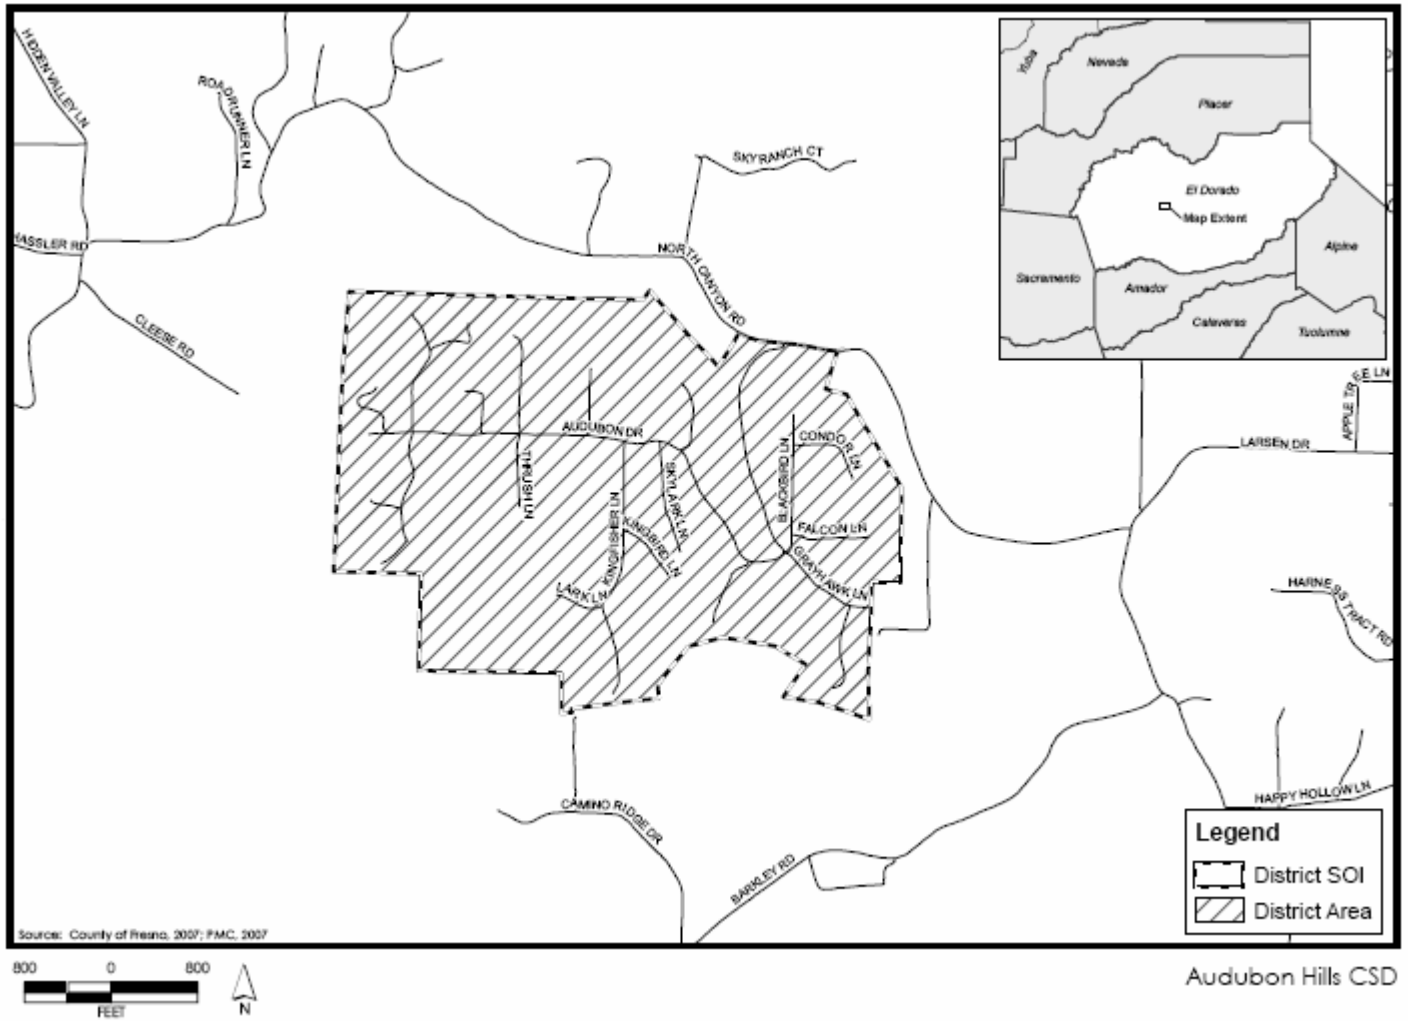 HIDDEN VALLEY LN
ROADRUNNER LN
HASSLER RD
CLEESE RD
SKYRANCH CT
NORTH CANYON RD
Yuba
Nevada
Placer
El Dorado
Map Extent
Sacramento
Amador
Alpine
Calaveras
Tuolumne
APPLE TREE LN
LARSEN DR
AUDUBON DR
THRUSH LN
SKYLARK LN
KINGFISHER LN
KINGBIRD LN
LARK LN
BLACKBIRD LN
CONDOR LN
FALCON LN
GRAYHAWK LN
HARNESS TRACT RD
HAPPY HOLLOW LN
CAMINO RIDGE DR
BARKLEY RD
Legend
District SOI
District Area
Source: County of Fresno, 2007; PMC, 2007
800 0 800
FEET
N
Audubon Hills CSD